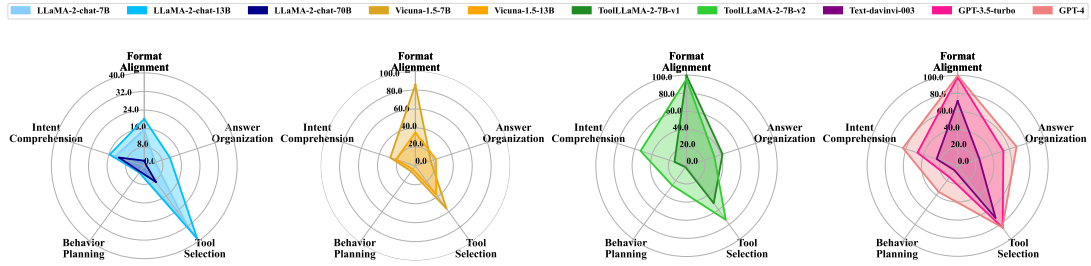 LLaMA-2-chat-7B LLaMA-2-chat-13B LLaMA-2-chat-70B Vicuna-1.5-7B Vicuna-1.5-13B ToolLLaMA-2-7B-v1 ToolLLaMA-2-7B-v2 Text-davinvi-003 GPT-3.5-turbo GPT-4
Format
Alignment
40.0
32.0
24.0
16.0
8.0
0.0
Intent
Comprehension
Answer
Organization
Behavior
Planning
Tool
Selection
Format
Alignment
100.0
80.0
60.0
40.0
20.0
0.0
Intent
Comprehension
Answer
Organization
Behavior
Planning
Tool
Selection
Format
Alignment
100.0
80.0
60.0
40.0
20.0
0.0
Intent
Comprehension
Answer
Organization
Behavior
Planning
Tool
Selection
Format
Alignment
100.0
80.0
60.0
40.0
20.0
0.0
Intent
Comprehension
Answer
Organization
Behavior
Planning
Tool
Selection